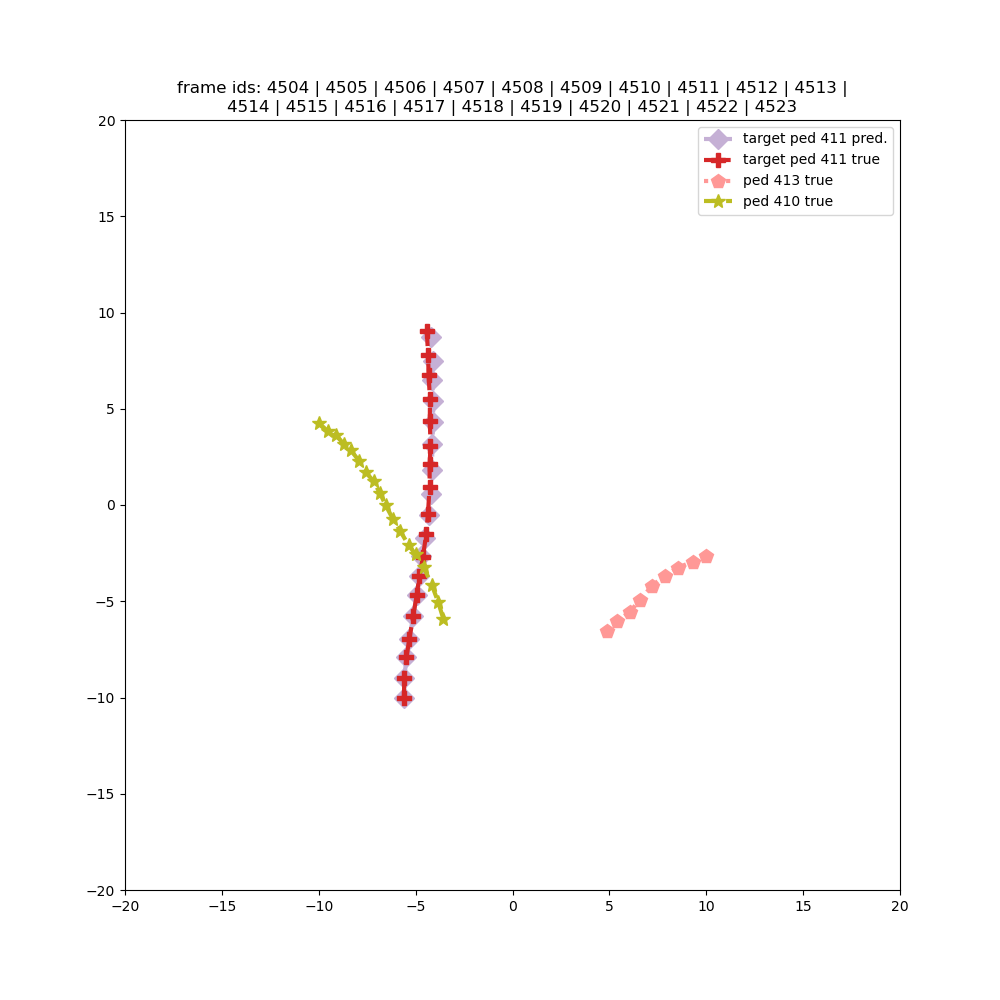 frame ids: 4504 | 4505 | 4506 | 4507 | 4508 | 4509 | 4510 | 4511 | 4512 | 4513 |
4514 | 4515 | 4516 | 4517 | 4518 | 4519 | 4520 | 4521 | 4522 | 4523
target ped 411 pred.
target ped 411 true
ped 413 true
ped 410 true
20
15
10
5
0
−5
−10
−15
−20
−20 −15 −10 −5 0 5 10 15 20